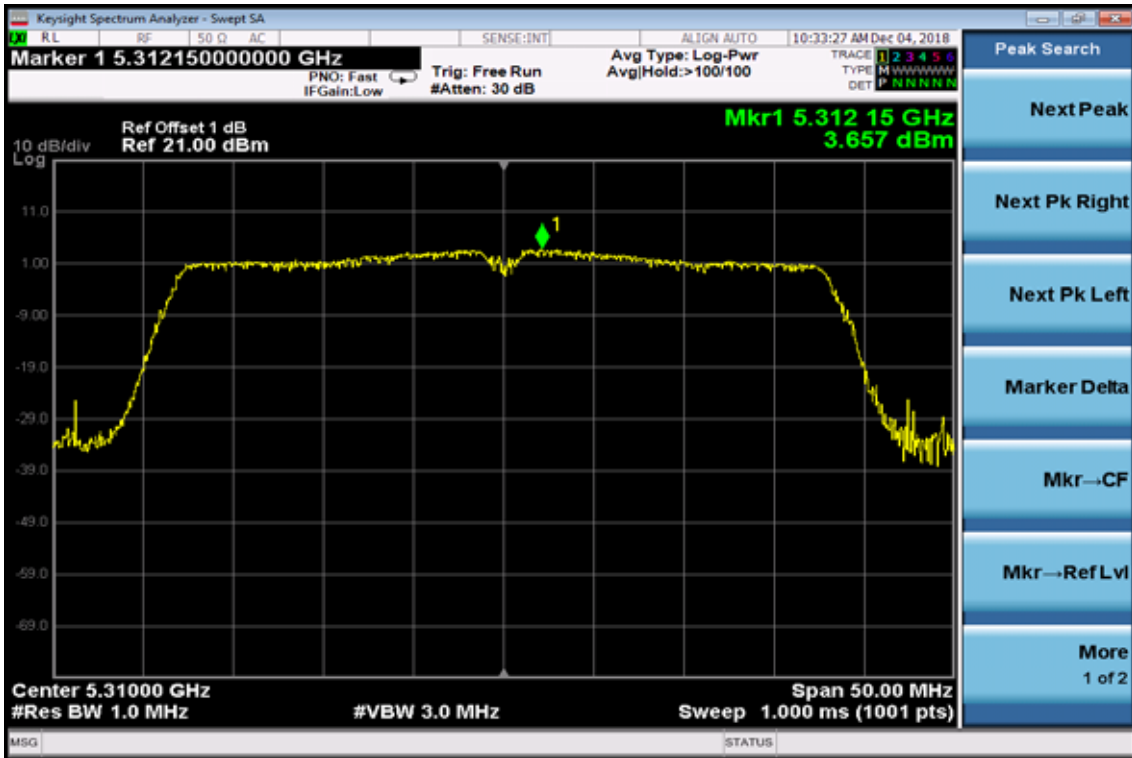 Keysight Spectrum Analyzer - Swept SA
LXI RL RF 50 Ω AC SENSE:INT ALIGN AUTO 10:33:27 AM Dec 04, 2018
Marker 1 5.312150000000 GHz
PNO: Fast
IFGain:Low
Trig: Free Run
#Atten: 30 dB
Avg Type: Log-Pwr
Avg|Hold:>100/100
TRACE 1 2 3 4 5 6
TYPE M W W W W W
DET P N N N N N
Peak Search
Next Peak
Next Pk Right
Next Pk Left
Marker Delta
Mkr→CF
Mkr→Ref Lvl
More
1 of 2
Mkr1 5.312 15 GHz
3.657 dBm
Ref Offset 1 dB
10 dB/div Ref 21.00 dBm
Log
11.0
1.00
-9.00
-19.0
-29.0
-39.0
-49.0
-59.0
-69.0
1
Center 5.31000 GHz Span 50.00 MHz
#Res BW 1.0 MHz #VBW 3.0 MHz Sweep 1.000 ms (1001 pts)
MSG STATUS